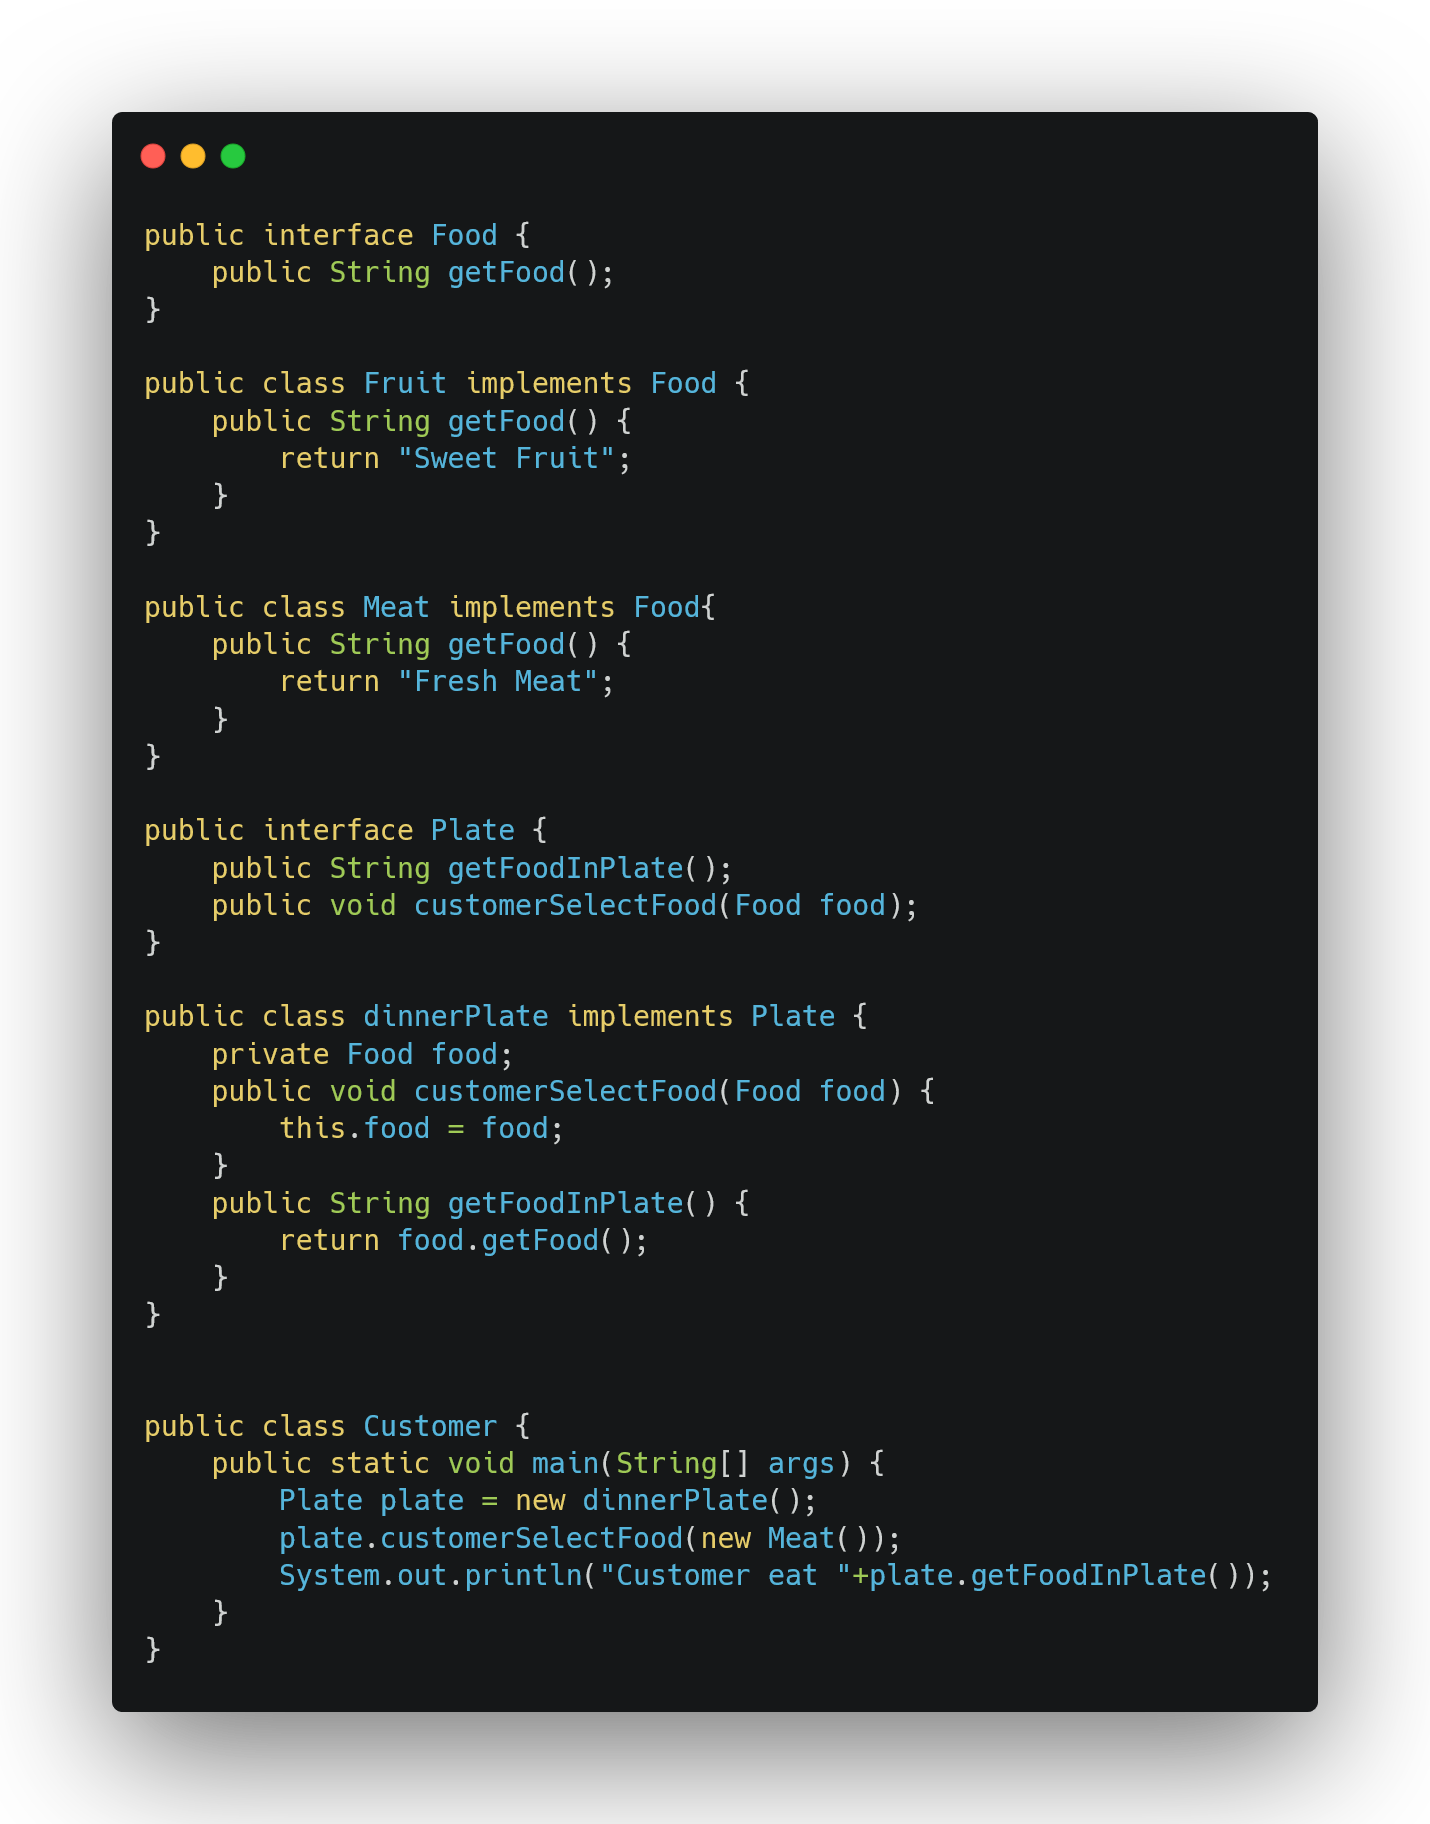 public interface Food {
    public String getFood();
}

public class Fruit implements Food {
    public String getFood() {
        return "Sweet Fruit";
    }
}

public class Meat implements Food{
    public String getFood() {
        return "Fresh Meat";
    }
}

public interface Plate {
    public String getFoodInPlate();
    public void customerSelectFood(Food food);
}

public class dinnerPlate implements Plate {
    private Food food;
    public void customerSelectFood(Food food) {
        this.food = food;
    }
    public String getFoodInPlate() {
        return food.getFood();
    }
}


public class Customer {
    public static void main(String[] args) {
        Plate plate = new dinnerPlate();
        plate.customerSelectFood(new Meat());
        System.out.println("Customer eat "+plate.getFoodInPlate());
    }
}